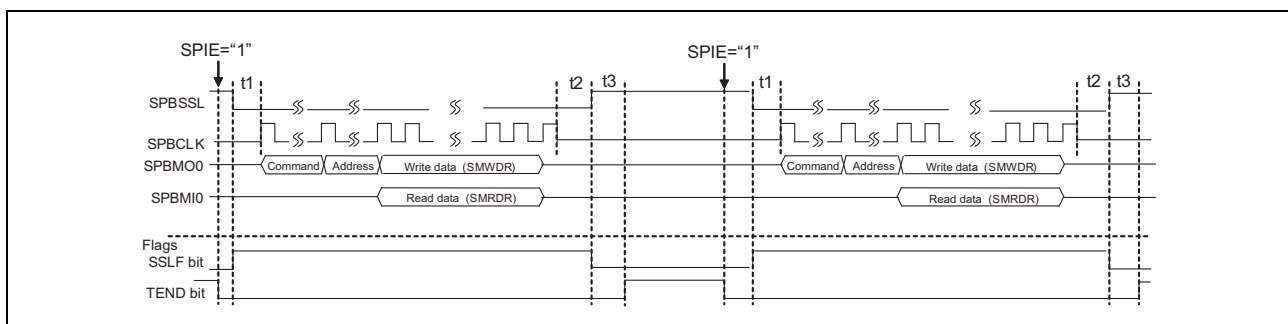 SPIE="1" SPIE="1"
t1 t2 t3 t1 t2 t3
SPBSSL
SPBCLK
SPBMO0 Command Address Write data (SMWDR) Command Address Write data (SMWDR)
SPBMI0 Read data (SMRDR) Read data (SMRDR)
Flags
SSLF bit
TEND bit